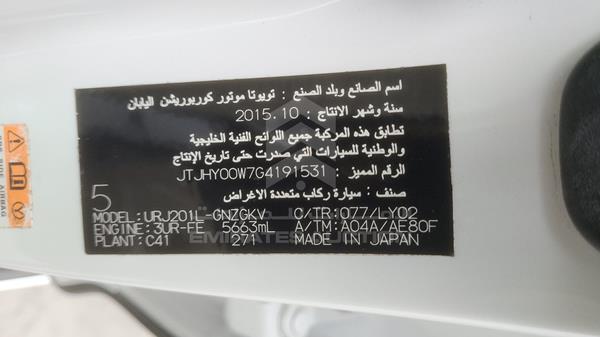 اسم الصانع وبلد الصنع : تويوتا موتور كوربوريشن اليابان
سنة وشهر الانتاج : 2015.10
تطابق هذه المركبة جميع اللوائح الفنية الخليجية
والوطنية للسيارات التي صدرت حتى تاريخ الإنتاج
الرقم المميز : JTJHY00W7G4191531
صنف : سيارة ركاب متعددة الاغراض
5
MODEL:URJ201L-GNZGKV C/TR:077/LY02
ENGINE:3UR-FE 5663mL A/TM:A04A/AE80F
PLANT:C41 271 MADE IN JAPAN